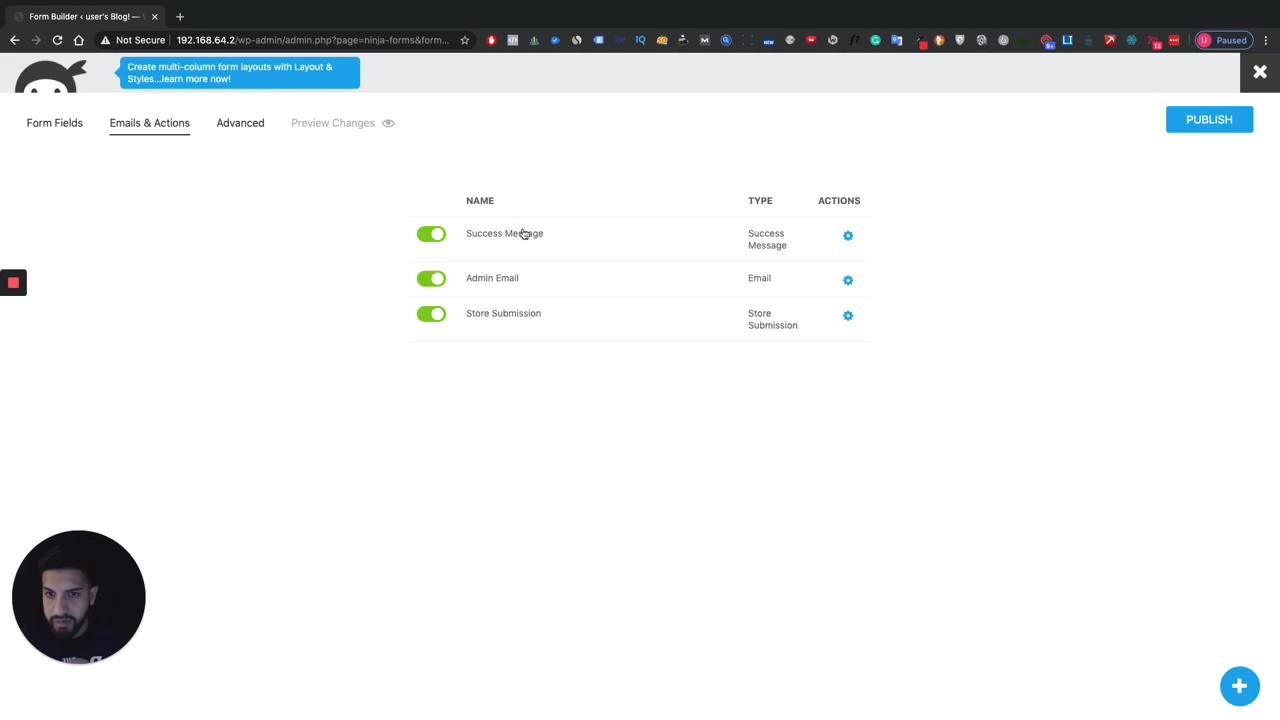 Form Builder ‹ user's Blog! —
Not Secure 192.168.64.2/wp-admin/admin.php?page=ninja-forms&form...
Paused
Create multi-column form layouts with Layout &
Styles...learn more now!
Form Fields Emails & Actions Advanced Preview Changes PUBLISH
NAME TYPE ACTIONS
Success Message Success
Message
Admin Email Email
Store Submission Store
Submission